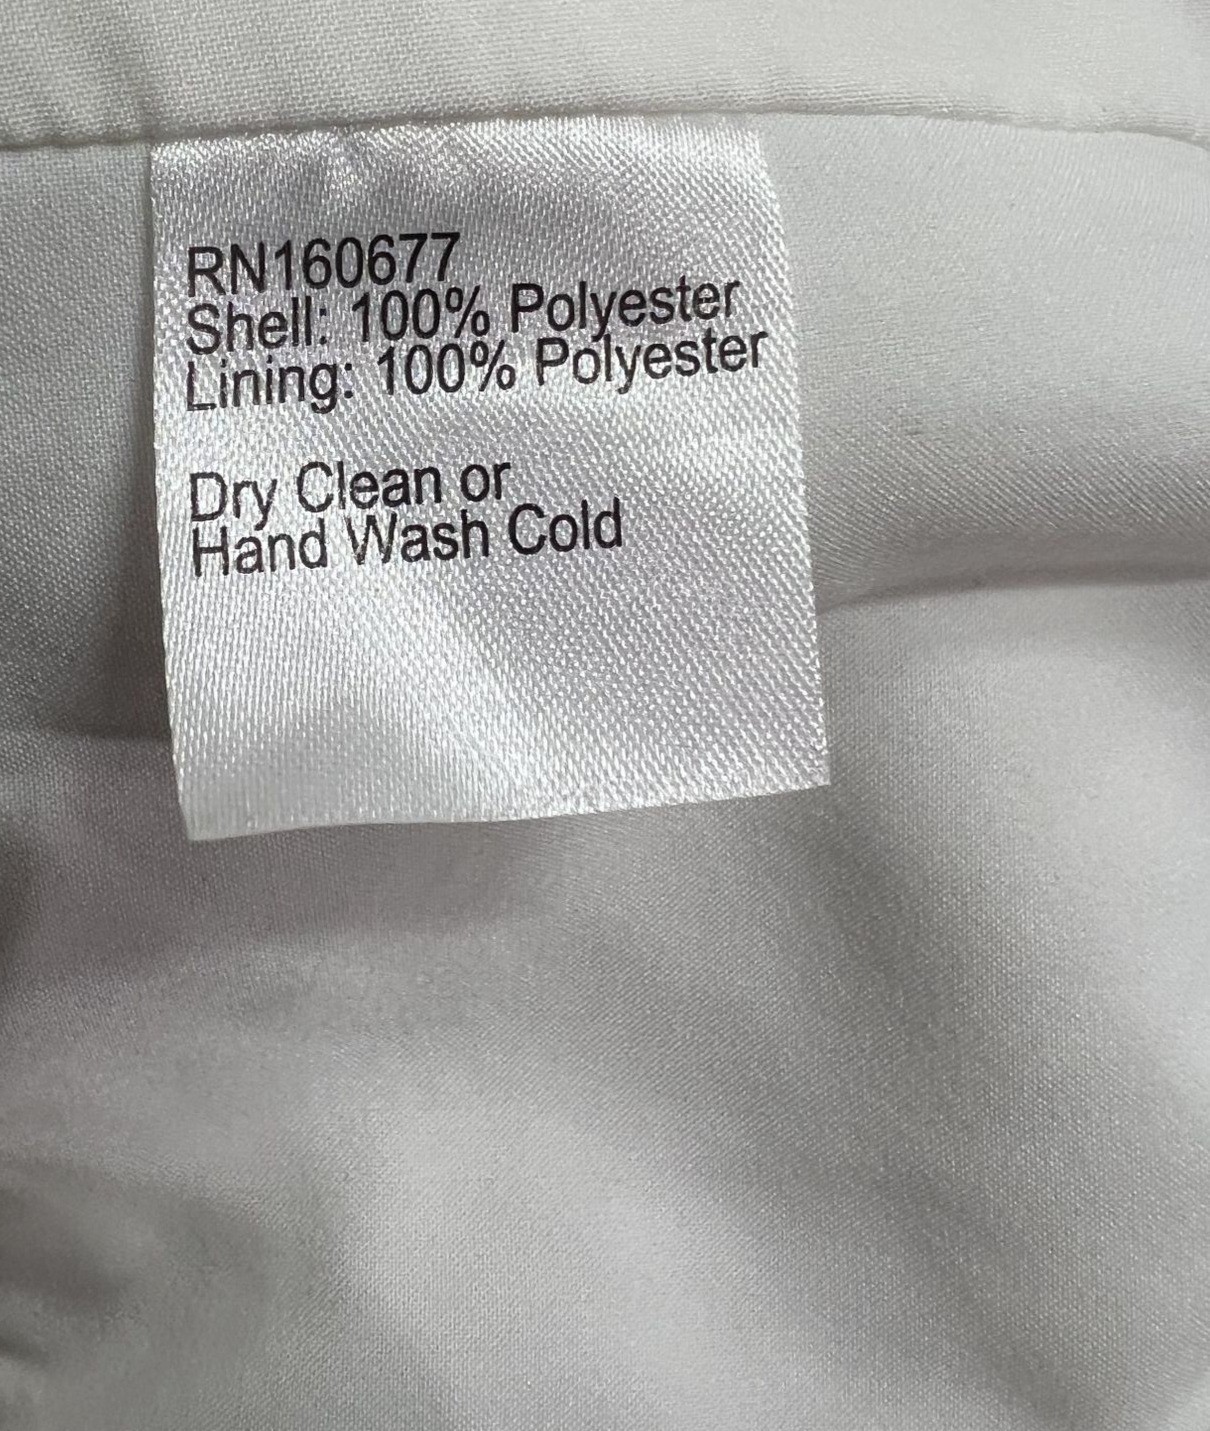 RN160677
Shell: 100% Polyester
Lining: 100% Polyester
Dry Clean or
Hand Wash Cold